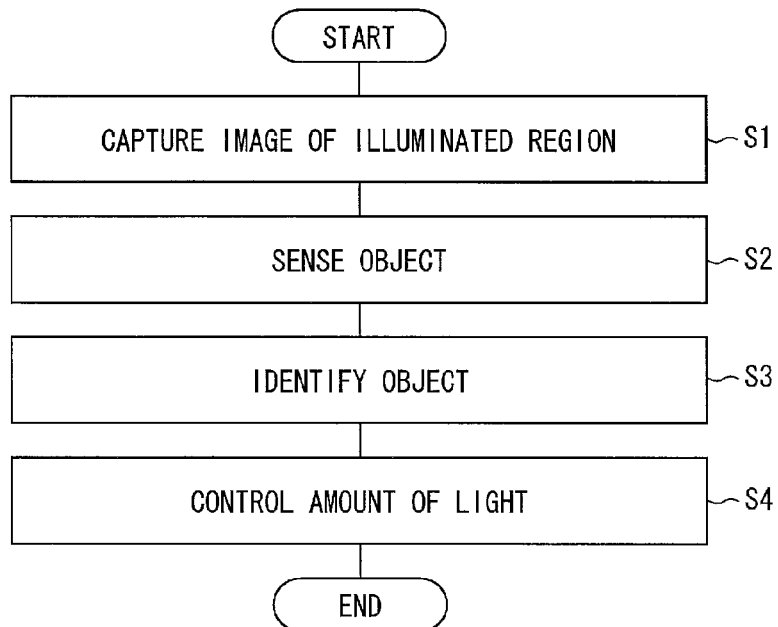 START
CAPTURE IMAGE OF ILLUMINATED REGION
S1
SENSE OBJECT
S2
IDENTIFY OBJECT
S3
CONTROL AMOUNT OF LIGHT
S4
END